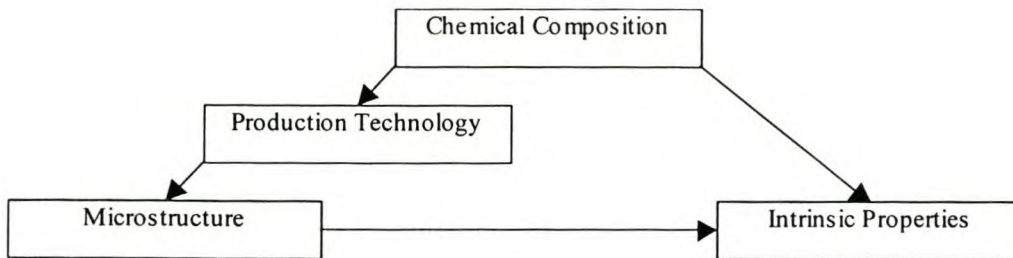 Chemical Composition
Production Technology
Microstructure
Intrinsic Properties